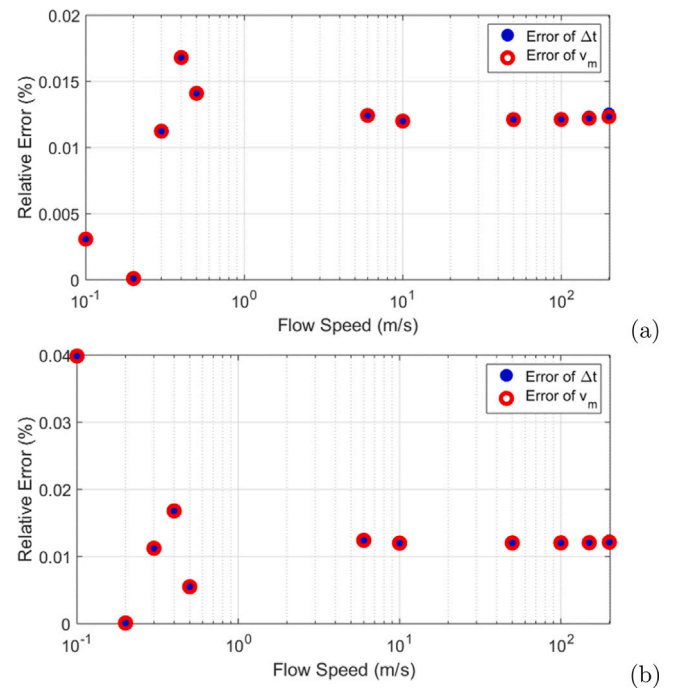 0.02
Error of Δt
Error of v_m
0.015
0.01
0.005
0
Relative Error (%)
10^-1 10^0 10^1 10^2
Flow Speed (m/s)
(a)
0.04
Error of Δt
Error of v_m
0.03
0.02
0.01
0
Relative Error (%)
10^-1 10^0 10^1 10^2
Flow Speed (m/s)
(b)